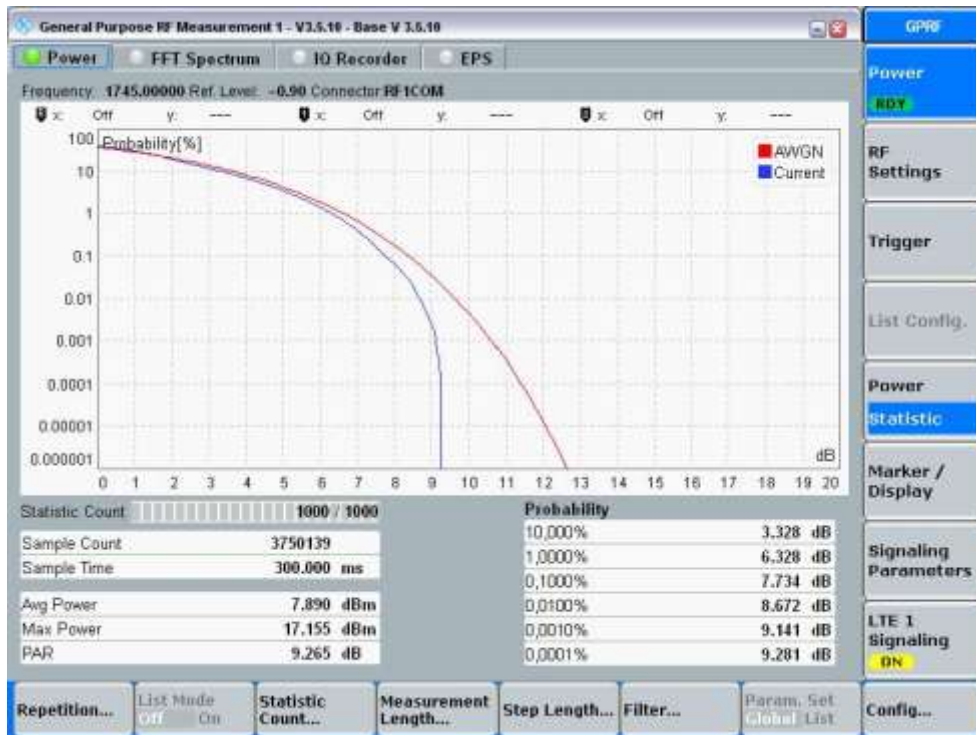 General Purpose RF Measurement 1 - V3.5.10 - Base V 3.5.10
GPRF
Power FFT Spectrum IQ Recorder EPS
Power
RDY
Frequency: 1745.00000 Ref. Level: -0.90 Connector: RF1COM
x: Off y: --- x: Off y: --- x: Off y: ---
Probability[%]
AWGN
Current
100
10
1
0.1
0.01
0.001
0.0001
0.00001
0.000001
dB
0 1 2 3 4 5 6 7 8 9 10 11 12 13 14 15 16 17 18 19 20
RF Settings
Trigger
List Config.
Power
Statistic
Marker / Display
Signaling Parameters
LTE 1 Signaling
ON
Statistic Count 1000 / 1000
Sample Count 3750139
Sample Time 300.000 ms
Avg Power 7.890 dBm
Max Power 17.155 dBm
PAR 9.265 dB
Probability
10,000% 3.328 dB
1,0000% 6.328 dB
0,1000% 7.734 dB
0,0100% 8.672 dB
0,0010% 9.141 dB
0,0001% 9.281 dB
Repetition...
List Mode
Off On
Statistic Count...
Measurement Length...
Step Length...
Filter...
Param. Set
Global List
Config...